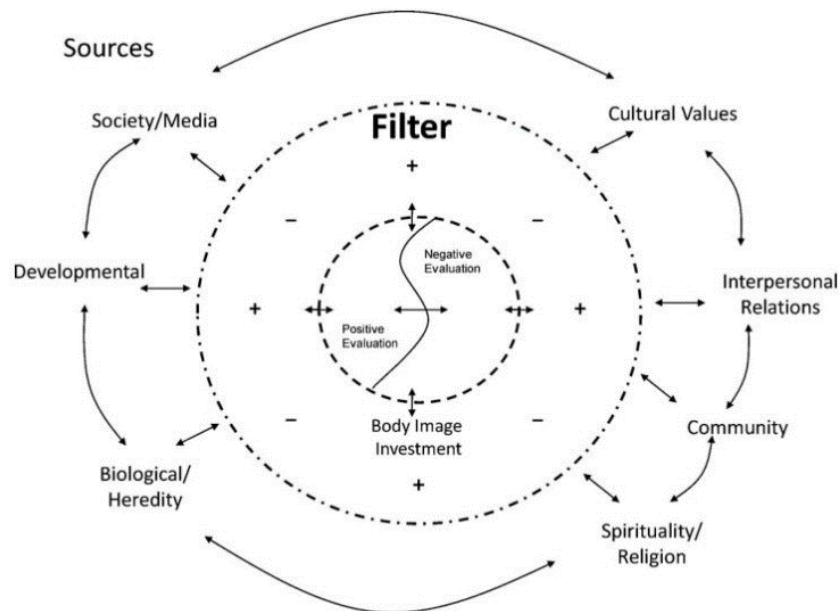 Sources
Society/Media
Filter
Cultural Values
+
–
–
Negative
Evaluation
Developmental
+
+
Interpersonal
Relations
Positive
Evaluation
–
–
Body Image
Investment
Community
Biological/
Heredity
+
Spirituality/
Religion